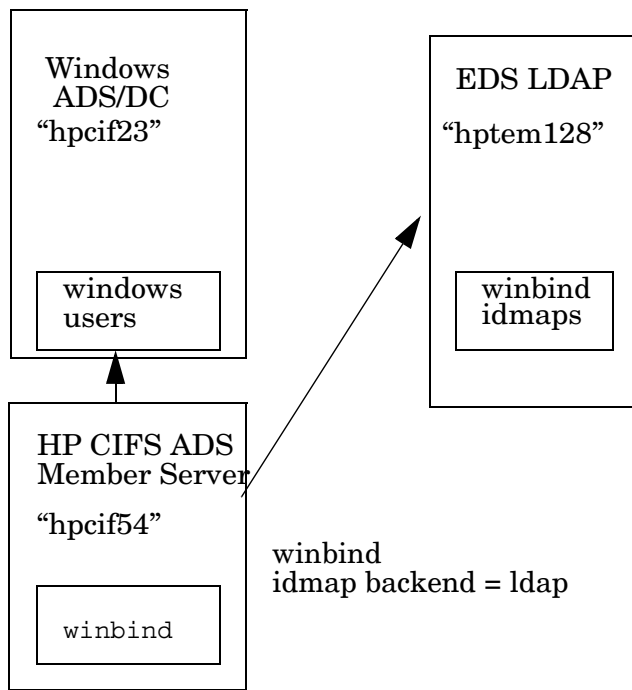 Windows
ADS/DC
“hpcif23”
windows
users
EDS LDAP
“hptem128”
winbind
idmaps
HP CIFS ADS
Member Server
“hpcif54”
winbind
winbind
idmap backend = ldap